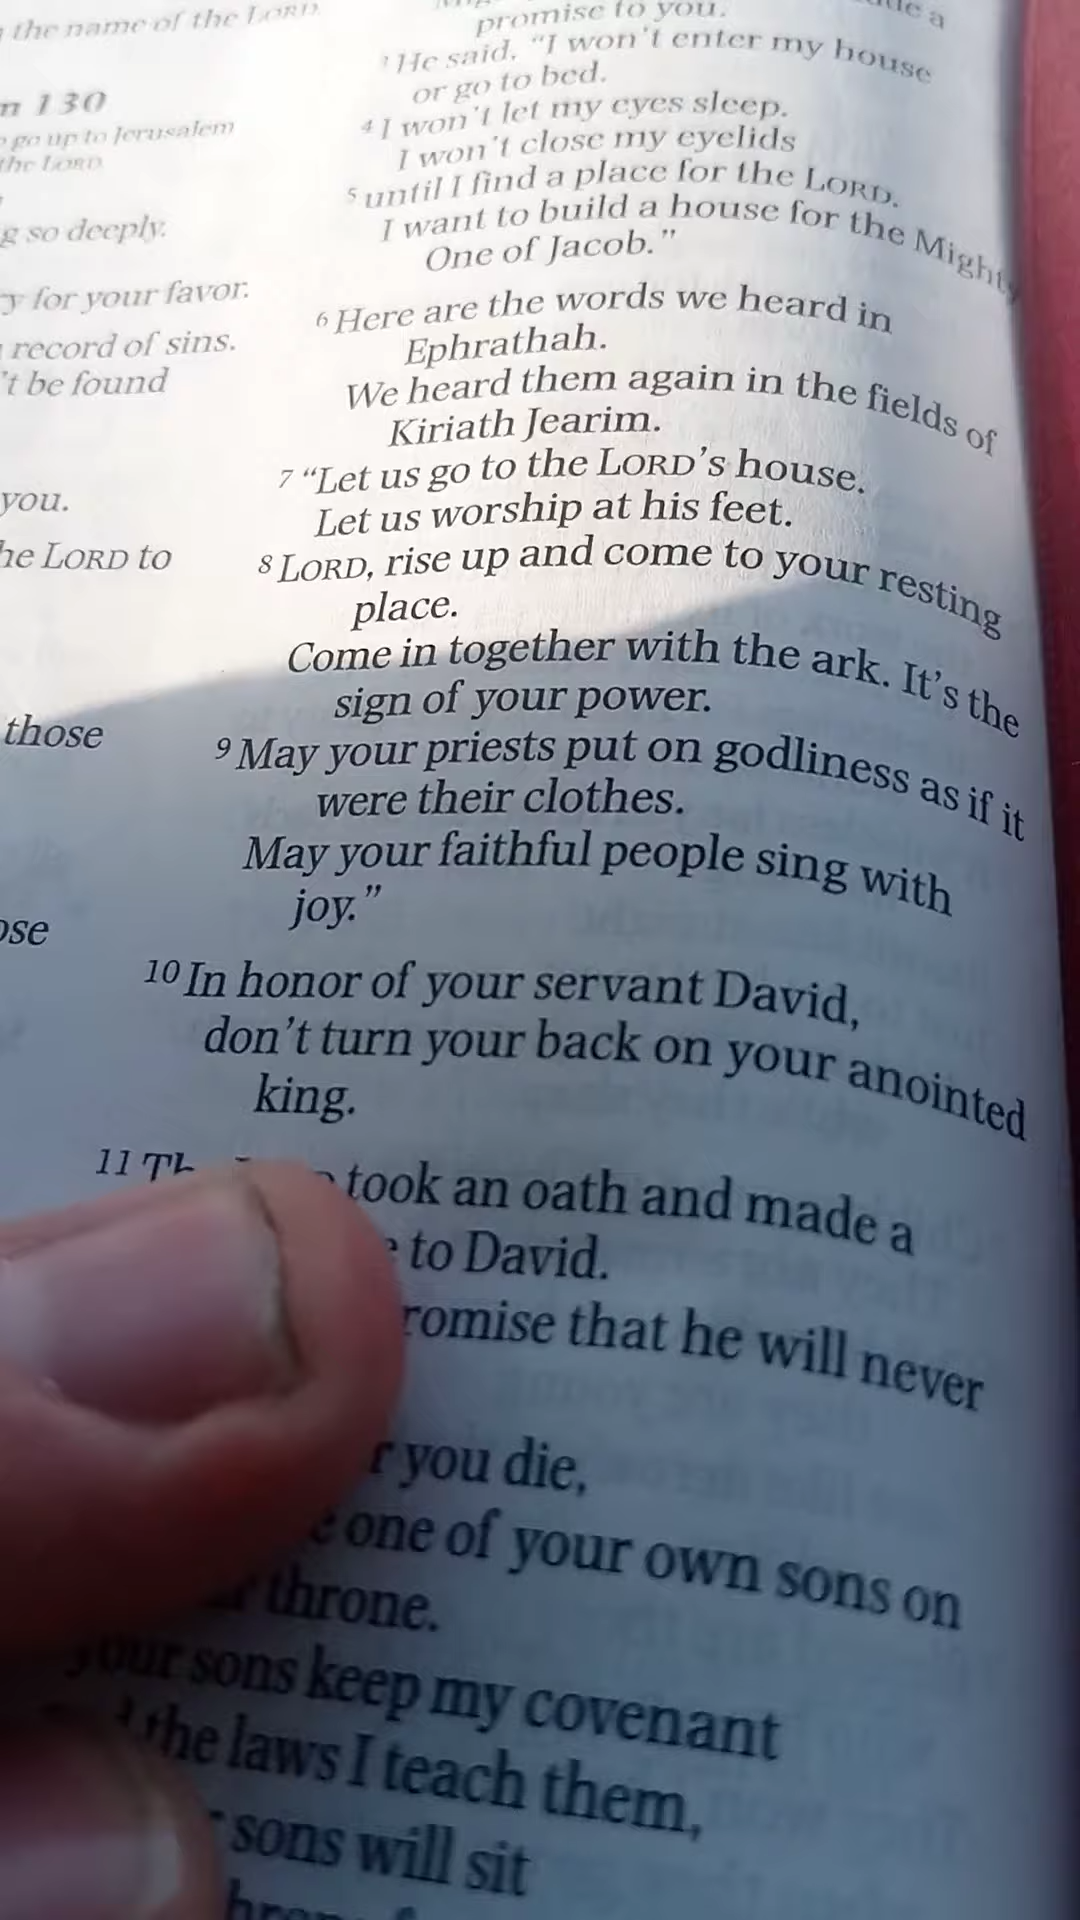 the name of the LORD
130
go up to Jerusalem
the LORD
so deeply.
for your favor.
record of sins.
't be found
you.
LORD to
those
promise to you.
3 He said, “I won't enter my house
or go to bed.
4 I won't let my eyes sleep.
I won't close my eyelids
5 until I find a place for the LORD.
I want to build a house for the Mighty
One of Jacob.”
6 Here are the words we heard in
Ephrathah.
We heard them again in the fields of
Kiriath Jearim.
7 “Let us go to the LORD's house.
Let us worship at his feet.
8 LORD, rise up and come to your resting
place.
Come in together with the ark. It's the
sign of your power.
9 May your priests put on godliness as if it
were their clothes.
May your faithful people sing with
joy.”
10 In honor of your servant David,
don't turn your back on your anointed
king.
11 took an oath and made a
to David.
romise that he will never
you die,
one of your own sons on
throne.
your sons keep my covenant
the laws I teach them,
sons will sit